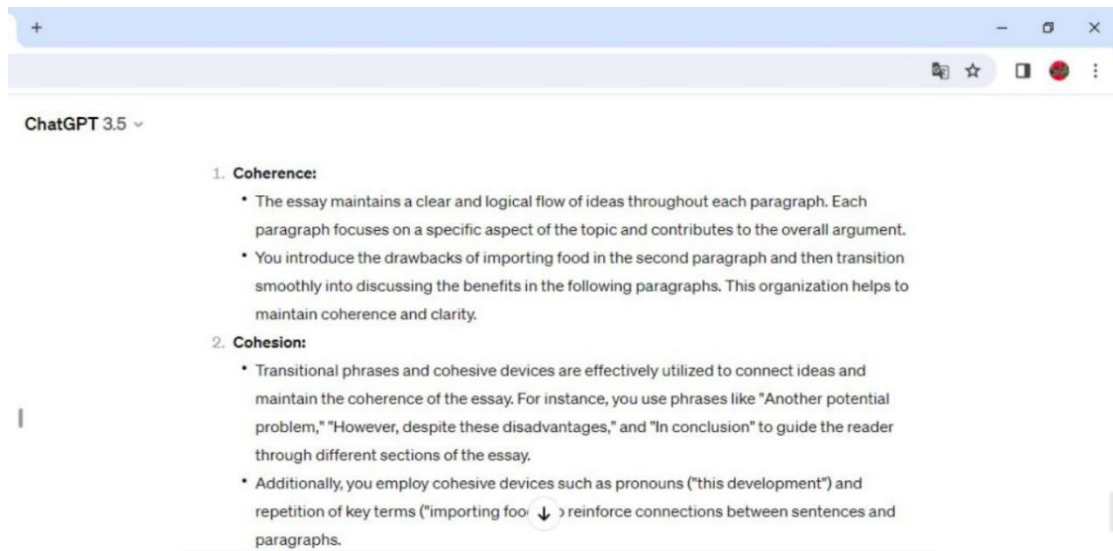 ChatGPT 3.5
1. Coherence:
• The essay maintains a clear and logical flow of ideas throughout each paragraph. Each
paragraph focuses on a specific aspect of the topic and contributes to the overall argument.
• You introduce the drawbacks of importing food in the second paragraph and then transition
smoothly into discussing the benefits in the following paragraphs. This organization helps to
maintain coherence and clarity.
2. Cohesion:
• Transitional phrases and cohesive devices are effectively utilized to connect ideas and
maintain the coherence of the essay. For instance, you use phrases like "Another potential
problem," "However, despite these disadvantages," and "In conclusion" to guide the reader
through different sections of the essay.
• Additionally, you employ cohesive devices such as pronouns ("this development") and
repetition of key terms ("importing foo reinforce connections between sentences and
paragraphs.